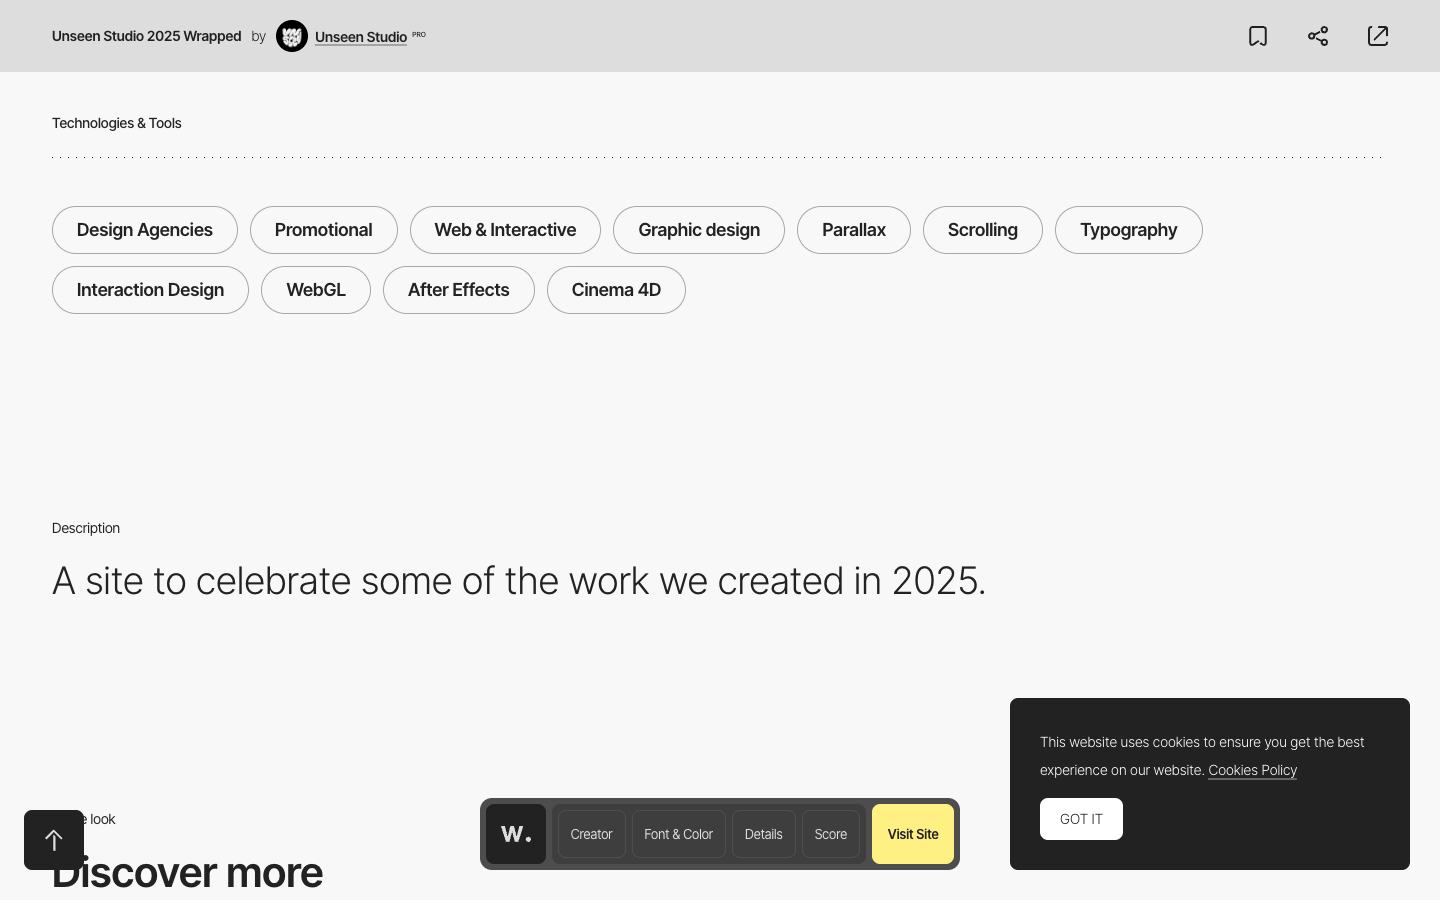 Unseen Studio 2025 Wrapped by Unseen Studio PRO
Technologies & Tools
Design Agencies Promotional Web & Interactive Graphic design Parallax Scrolling Typography
Interaction Design WebGL After Effects Cinema 4D
Description
A site to celebrate some of the work we created in 2025.
This website uses cookies to ensure you get the best
experience on our website. Cookies Policy
GOT IT
look
Discover more
W. Creator Font & Color Details Score Visit Site